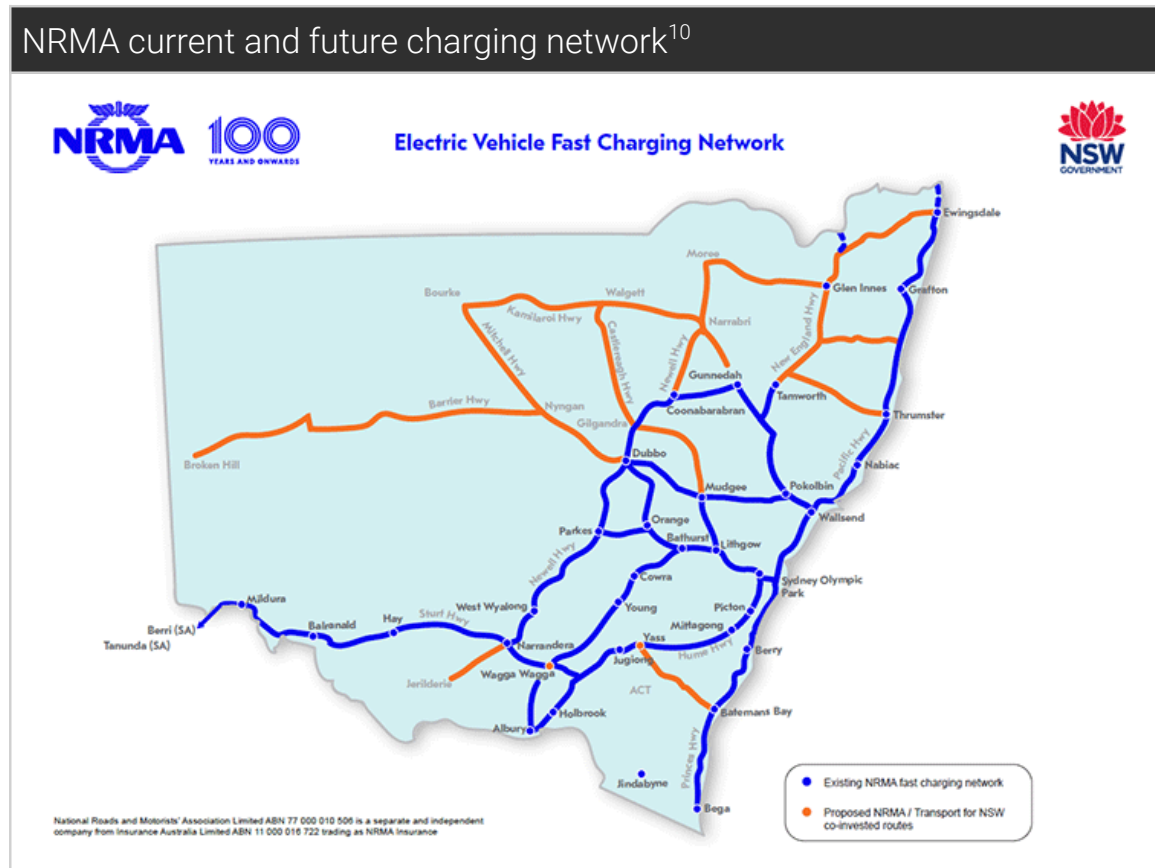 NRMA current and future charging network10
NRMA
100
YEARS AND ONWARDS
Electric Vehicle Fast Charging Network
NSW
GOVERNMENT
Ewingsdale
Moree
Glen Innes
Grafton
Bourke
Walgett
Kamilaroi Hwy
Narrabri
New England Hwy
Mitchell Hwy
Castlereagh Hwy
Newell Hwy
Gunnedah
Tamworth
Barrier Hwy
Nyngan
Coonabarabran
Thrumster
Gilgandra
Pacific Hwy
Broken Hill
Dubbo
Nabiac
Mudgee
Pokolbin
Wallsend
Orange
Parkes
Bathurst
Lithgow
Newell Hwy
Cowra
Sydney Olympic
Park
Mildura
West Wyalong
Young
Picton
Berri (SA)
Tanunda (SA)
Balranald
Hay
Sturt Hwy
Mittagong
Narrandera
Yass
Hume Hwy
Berry
Jugiong
Wagga Wagga
Jerilderie
ACT
Holbrook
Batemans Bay
Albury
Princes Hwy
Jindabyne
Bega
Existing NRMA fast charging network
Proposed NRMA / Transport for NSW
co-invested routes
National Roads and Motorists' Association Limited ABN 77 000 010 506 is a separate and independent
company from Insurance Australia Limited ABN 11 000 016 722 trading as NRMA Insurance